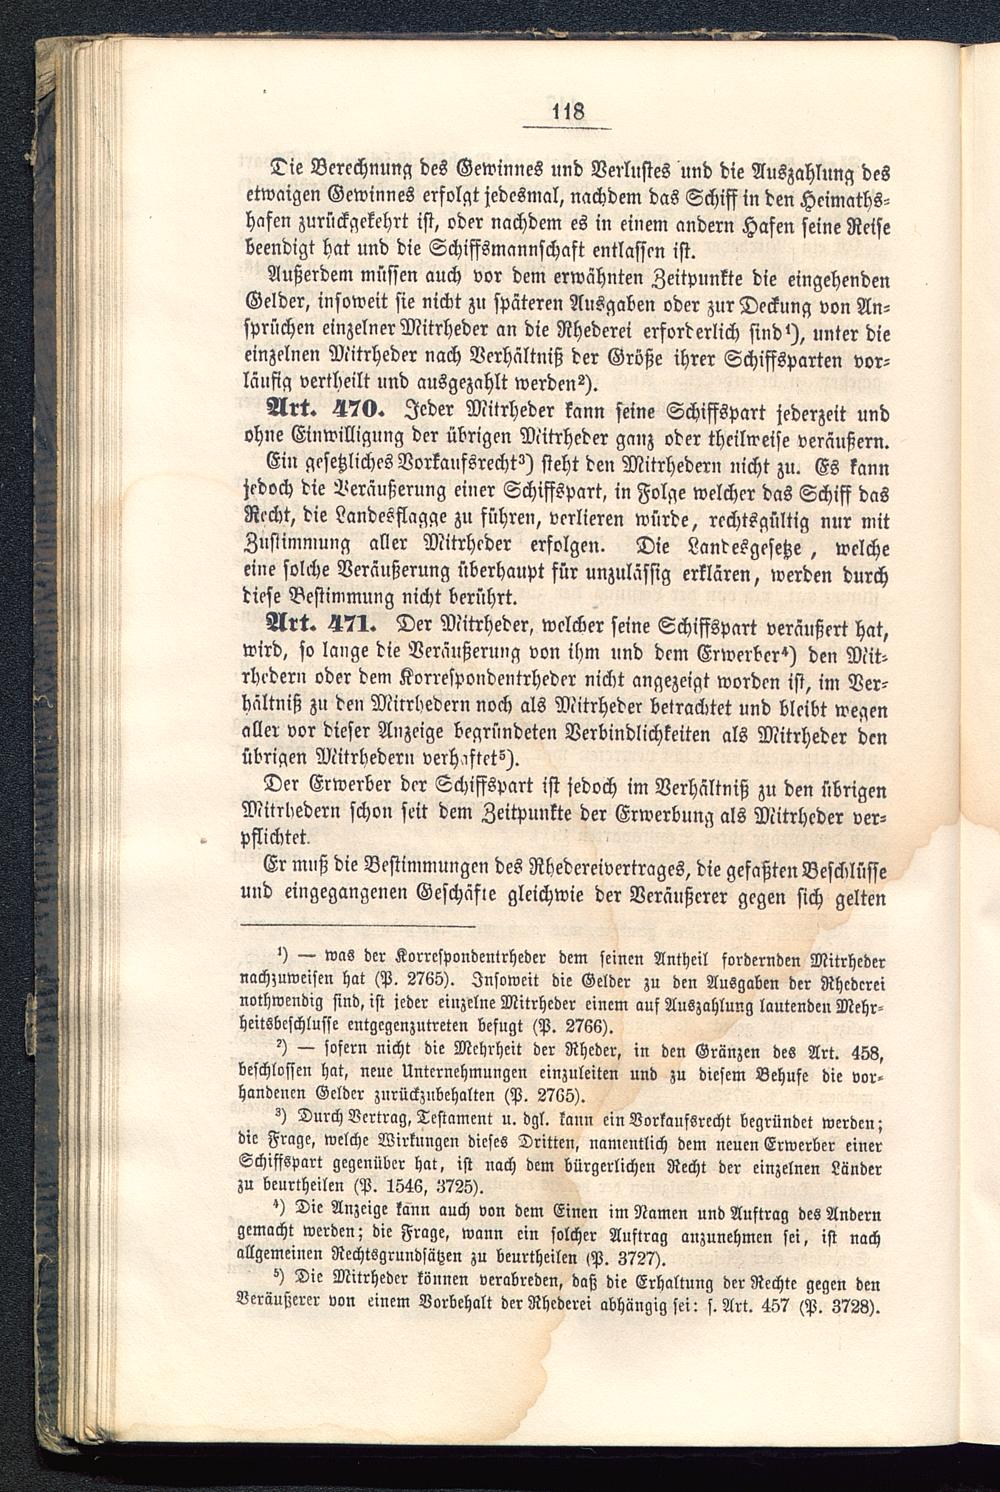 118
Die Berechnung des Gewinnes und Verlustes und die Auszahlung des
etwaigen Gewinnes erfolgt jedesmal, nachdem das Schiff in den Heimaths-
hafen zurückgekehrt ist, oder nachdem es in einem andern Hafen seine Reise
beendigt hat und die Schiffsmannschaft entlassen ist.
Außerdem müssen auch vor dem erwähnten Zeitpunkte die eingehenden
Gelder, insoweit sie nicht zu späteren Ausgaben oder zur Deckung von An-
sprüchen einzelner Mitrheder an die Rhederei erforderlich sind¹), unter die
einzelnen Mitrheder nach Verhältniß der Größe ihrer Schiffsparten vor-
läufig vertheilt und ausgezahlt werden²).
Art. 470. Jeder Mitrheder kann seine Schiffspart jederzeit und
ohne Einwilligung der übrigen Mitrheder ganz oder theilweise veräußern.
Ein gesetzliches Vorkaufsrecht³) steht den Mitrhedern nicht zu. Es kann
jedoch die Veräußerung einer Schiffspart, in Folge welcher das Schiff das
Recht, die Landesflagge zu führen, verlieren würde, rechtsgültig nur mit
Zustimmung aller Mitrheder erfolgen. Die Landesgesetze, welche
eine solche Veräußerung überhaupt für unzulässig erklären, werden durch
diese Bestimmung nicht berührt.
Art. 471. Der Mitrheder, welcher seine Schiffspart veräußert hat,
wird, so lange die Veräußerung von ihm und dem Erwerber⁴) den Mit-
rhedern oder dem Korrespondentrheder nicht angezeigt worden ist, im Ver-
hältniß zu den Mitrhedern noch als Mitrheder betrachtet und bleibt wegen
aller vor dieser Anzeige begründeten Verbindlichkeiten als Mitrheder den
übrigen Mitrhedern verhaftet⁵).
Der Erwerber der Schiffspart ist jedoch im Verhältniß zu den übrigen
Mitrhedern schon seit dem Zeitpunkte der Erwerbung als Mitrheder ver-
pflichtet.
Er muß die Bestimmungen des Rhedereivertrages, die gefaßten Beschlüsse
und eingegangenen Geschäfte gleichwie der Veräußerer gegen sich gelten
¹) — was der Korrespondentrheder dem seinen Antheil fordernden Mitrheder
nachzuweisen hat (P. 2765). Insoweit die Gelder zu den Ausgaben der Rhederei
nothwendig sind, ist jeder einzelne Mitrheder einem auf Auszahlung lautenden Mehr-
heitsbeschlusse entgegenzutreten befugt (P. 2766).
²) — sofern nicht die Mehrheit der Rheder, in den Gränzen des Art. 458,
beschlossen hat, neue Unternehmungen einzuleiten und zu diesem Behufe die vor-
handenen Gelder zurückzubehalten (P. 2765).
³) Durch Vertrag, Testament u. dgl. kann ein Vorkaufsrecht begründet werden;
die Frage, welche Wirkungen dieses Dritten, namentlich dem neuen Erwerber einer
Schiffspart gegenüber hat, ist nach dem bürgerlichen Recht der einzelnen Länder
zu beurtheilen (P. 1546, 3725).
⁴) Die Anzeige kann auch von dem Einen im Namen und Auftrag des Andern
gemacht werden; die Frage, wann ein solcher Auftrag anzunehmen sei, ist nach
allgemeinen Rechtsgrundsätzen zu beurtheilen (P. 3727).
⁵) Die Mitrheder können verabreden, daß die Erhaltung der Rechte gegen den
Veräußerer von einem Vorbehalt der Rhederei abhängig sei: s. Art. 457 (P. 3728).